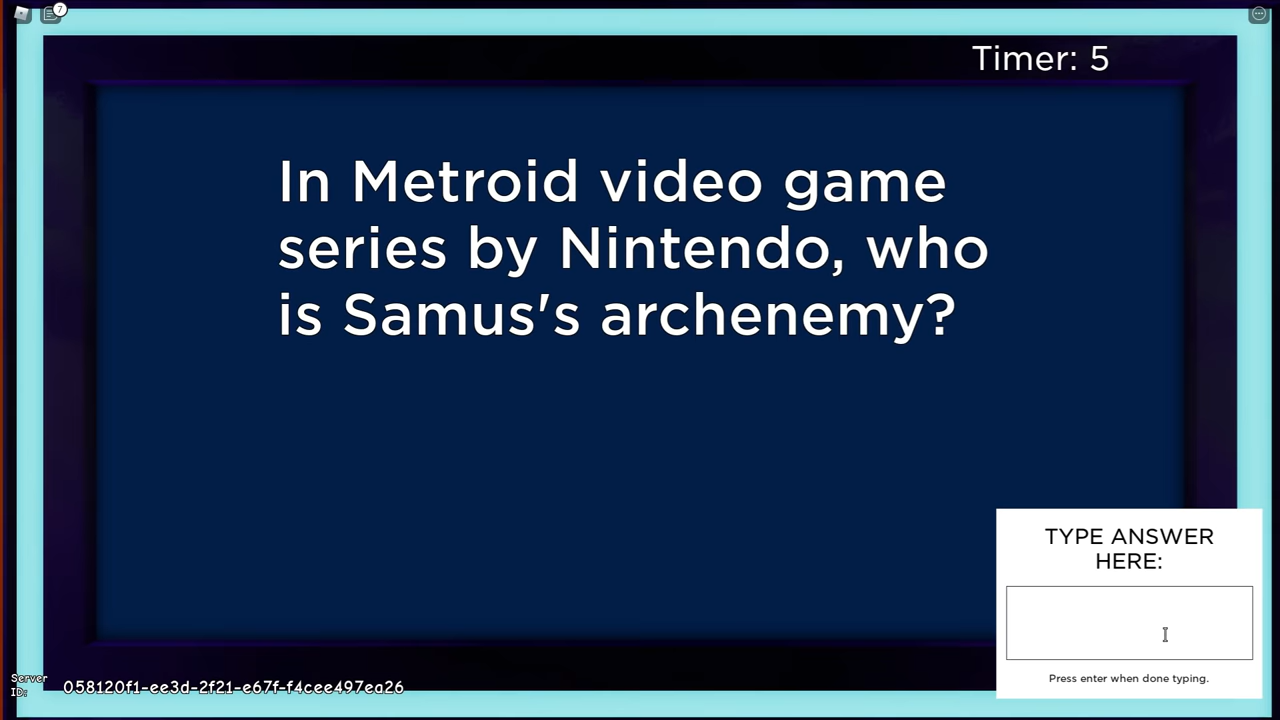 7
Timer: 5
In Metroid video game
series by Nintendo, who
is Samus's archenemy?
TYPE ANSWER
HERE:
Press enter when done typing.
Server
ID:
058120f1-ee3d-2f21-e67f-f4cee497ea26